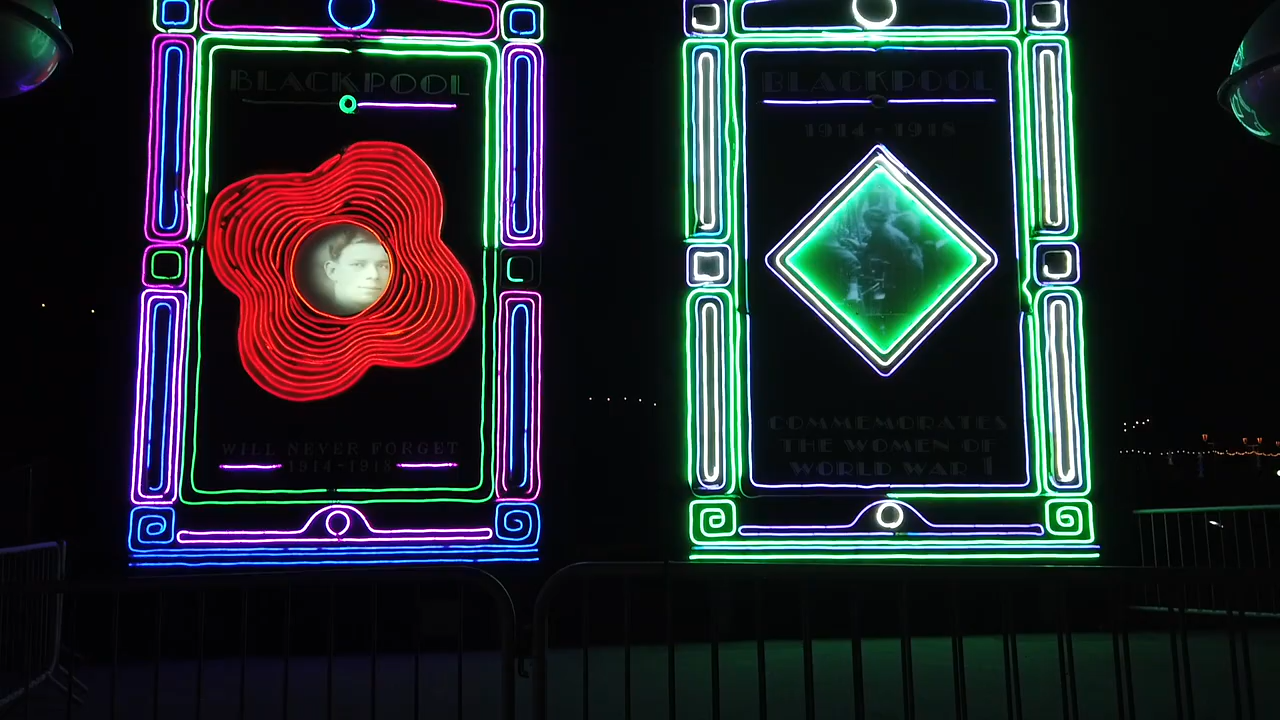 BLACKPOOL
WILL NEVER FORGET
1914-1918
BLACKPOOL
1914 - 1918
COMMEMORATES
THE WOMEN OF
WORLD WAR 1